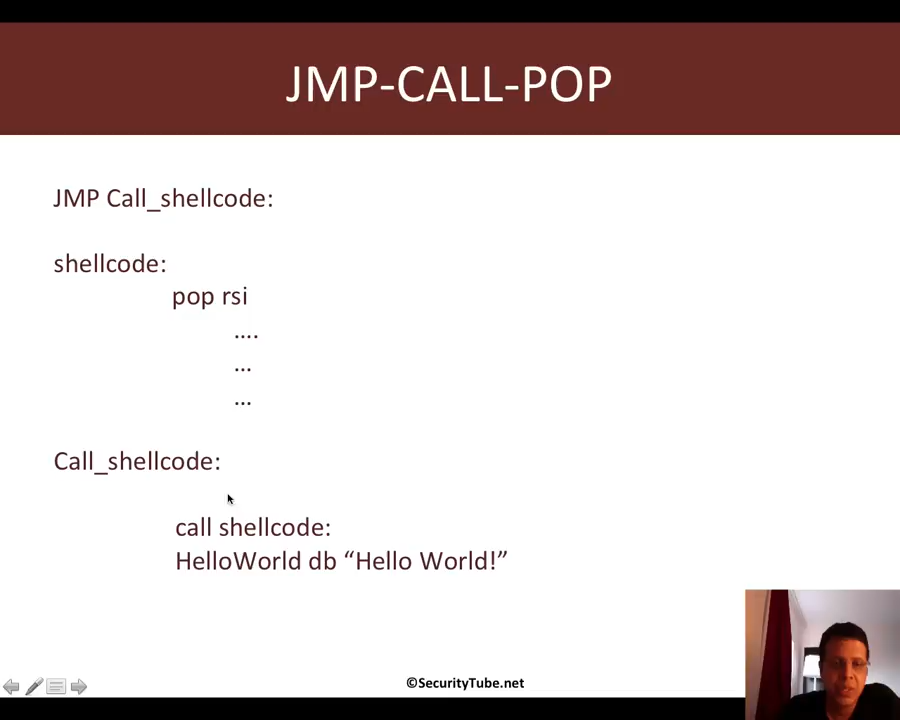 JMP-CALL-POP
JMP Call_shellcode:
shellcode:
pop rsi
....
...
...
Call_shellcode:
call shellcode:
HelloWorld db “Hello World!”
©SecurityTube.net